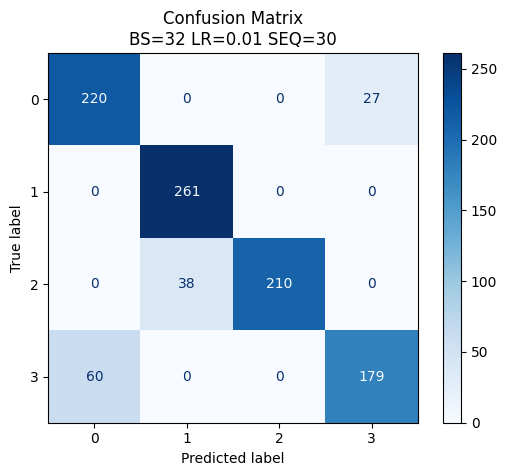 Confusion Matrix
BS=32 LR=0.01 SEQ=30
0 220 0 0 27
1 0 261 0 0
2 0 38 210 0
3 60 0 0 179
0 1 2 3
Predicted label
True label
250
200
150
100
50
0